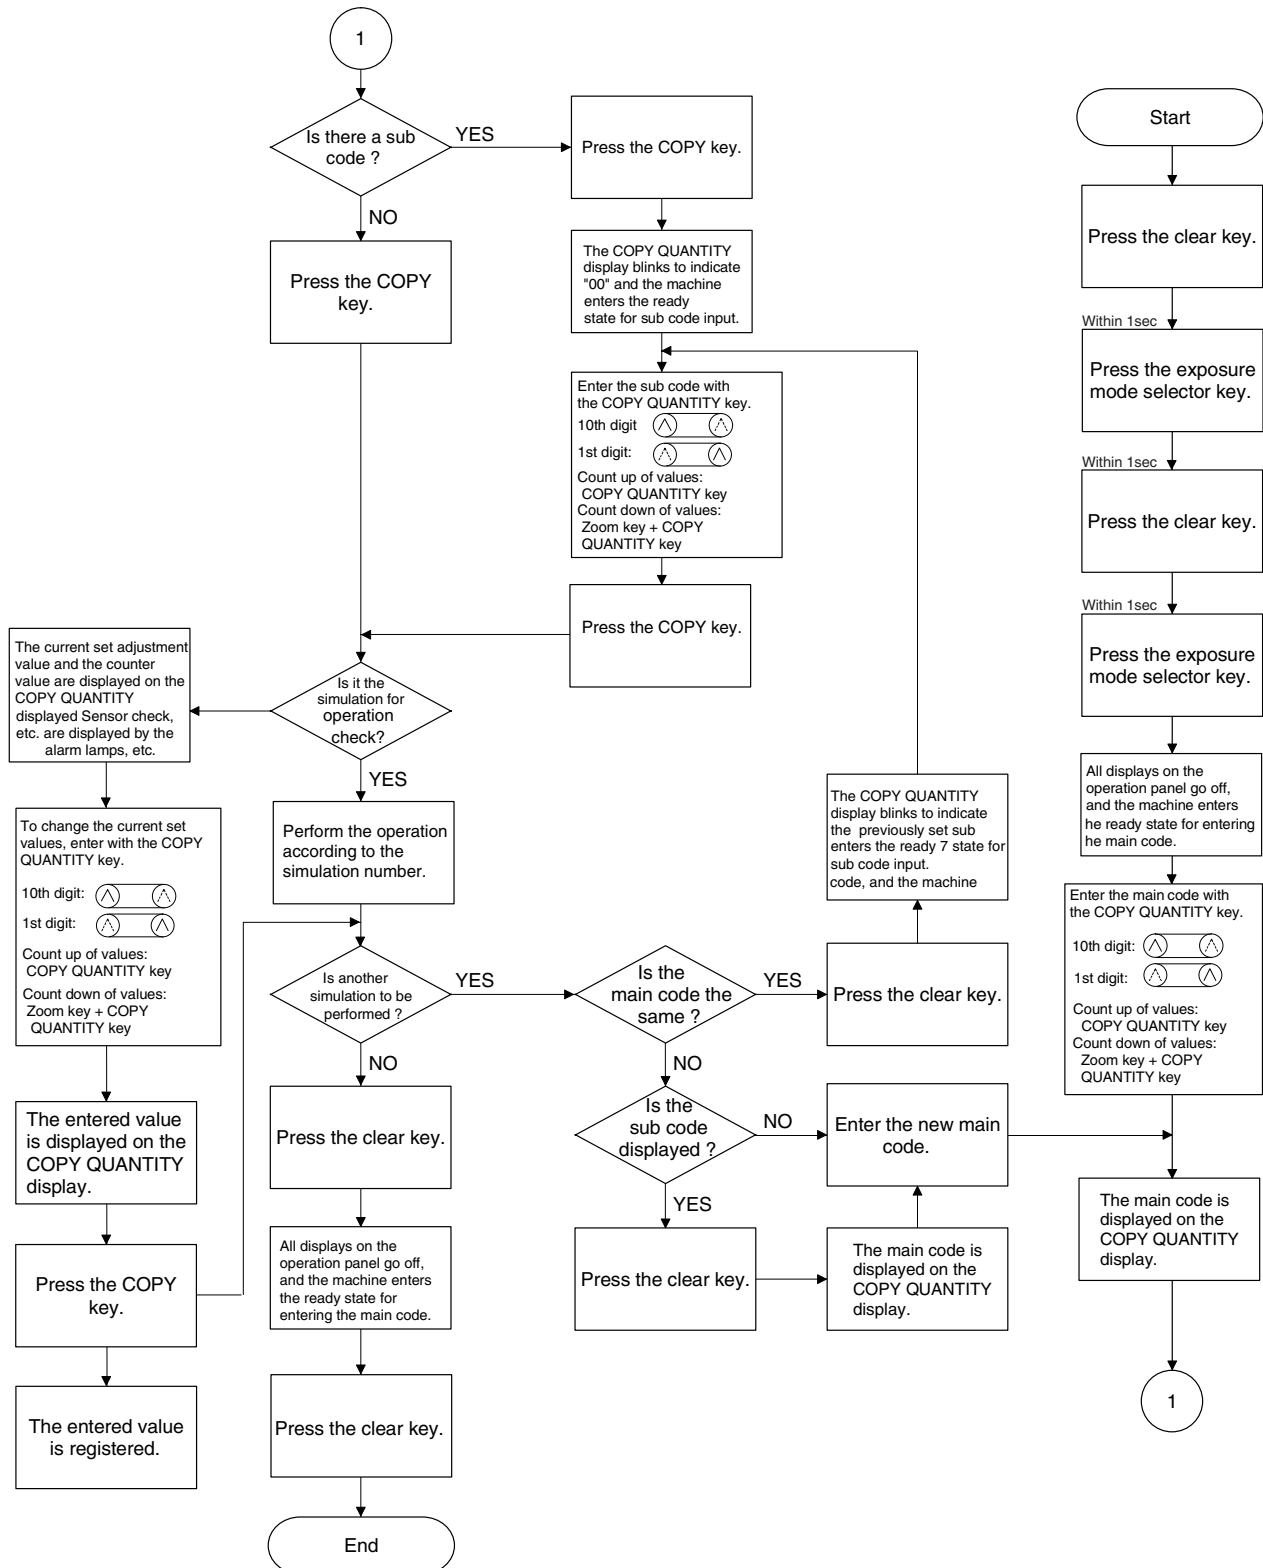 1
Is there a sub
code ?
YES
NO
Press the COPY key.
Press the COPY
key.
The COPY QUANTITY
display blinks to indicate
"00" and the machine
enters the ready
state for sub code input.
Enter the sub code with
the COPY QUANTITY key.
10th digit
1st digit:
Count up of values:
COPY QUANTITY key
Count down of values:
Zoom key + COPY
QUANTITY key
Press the COPY key.
Is it the
simulation for
operation
check?
YES
The current set adjustment
value and the counter
value are displayed on the
COPY QUANTITY
displayed Sensor check,
etc. are displayed by the
alarm lamps, etc.
To change the current set
values, enter with the COPY
QUANTITY key.
10th digit:
1st digit:
Count up of values:
COPY QUANTITY key
Count down of values:
Zoom key + COPY
QUANTITY key
The entered value
is displayed on the
COPY QUANTITY
display.
Press the COPY
key.
The entered value
is registered.
Perform the operation
according to the
simulation number.
Is another
simulation to be
performed ?
YES
NO
Press the clear key.
All displays on the
operation panel go off,
and the machine enters
the ready state for
entering the main code.
Press the clear key.
End
Is the
main code the
same ?
YES
NO
Press the clear key.
The COPY QUANTITY
display blinks to indicate
the previously set sub
enters the ready 7 state for
sub code input.
code, and the machine
Is the
sub code
displayed ?
NO
YES
Enter the new main
code.
Press the clear key.
The main code is
displayed on the
COPY QUANTITY
display.
Start
Press the clear key.
Within 1sec
Press the exposure
mode selector key.
Within 1sec
Press the clear key.
Within 1sec
Press the exposure
mode selector key.
All displays on the
operation panel go off,
and the machine enters
he ready state for entering
he main code.
Enter the main code with
the COPY QUANTITY key.
10th digit:
1st digit:
Count up of values:
COPY QUANTITY key
Count down of values:
Zoom key + COPY
QUANTITY key
The main code is
displayed on the
COPY QUANTITY
display.
1